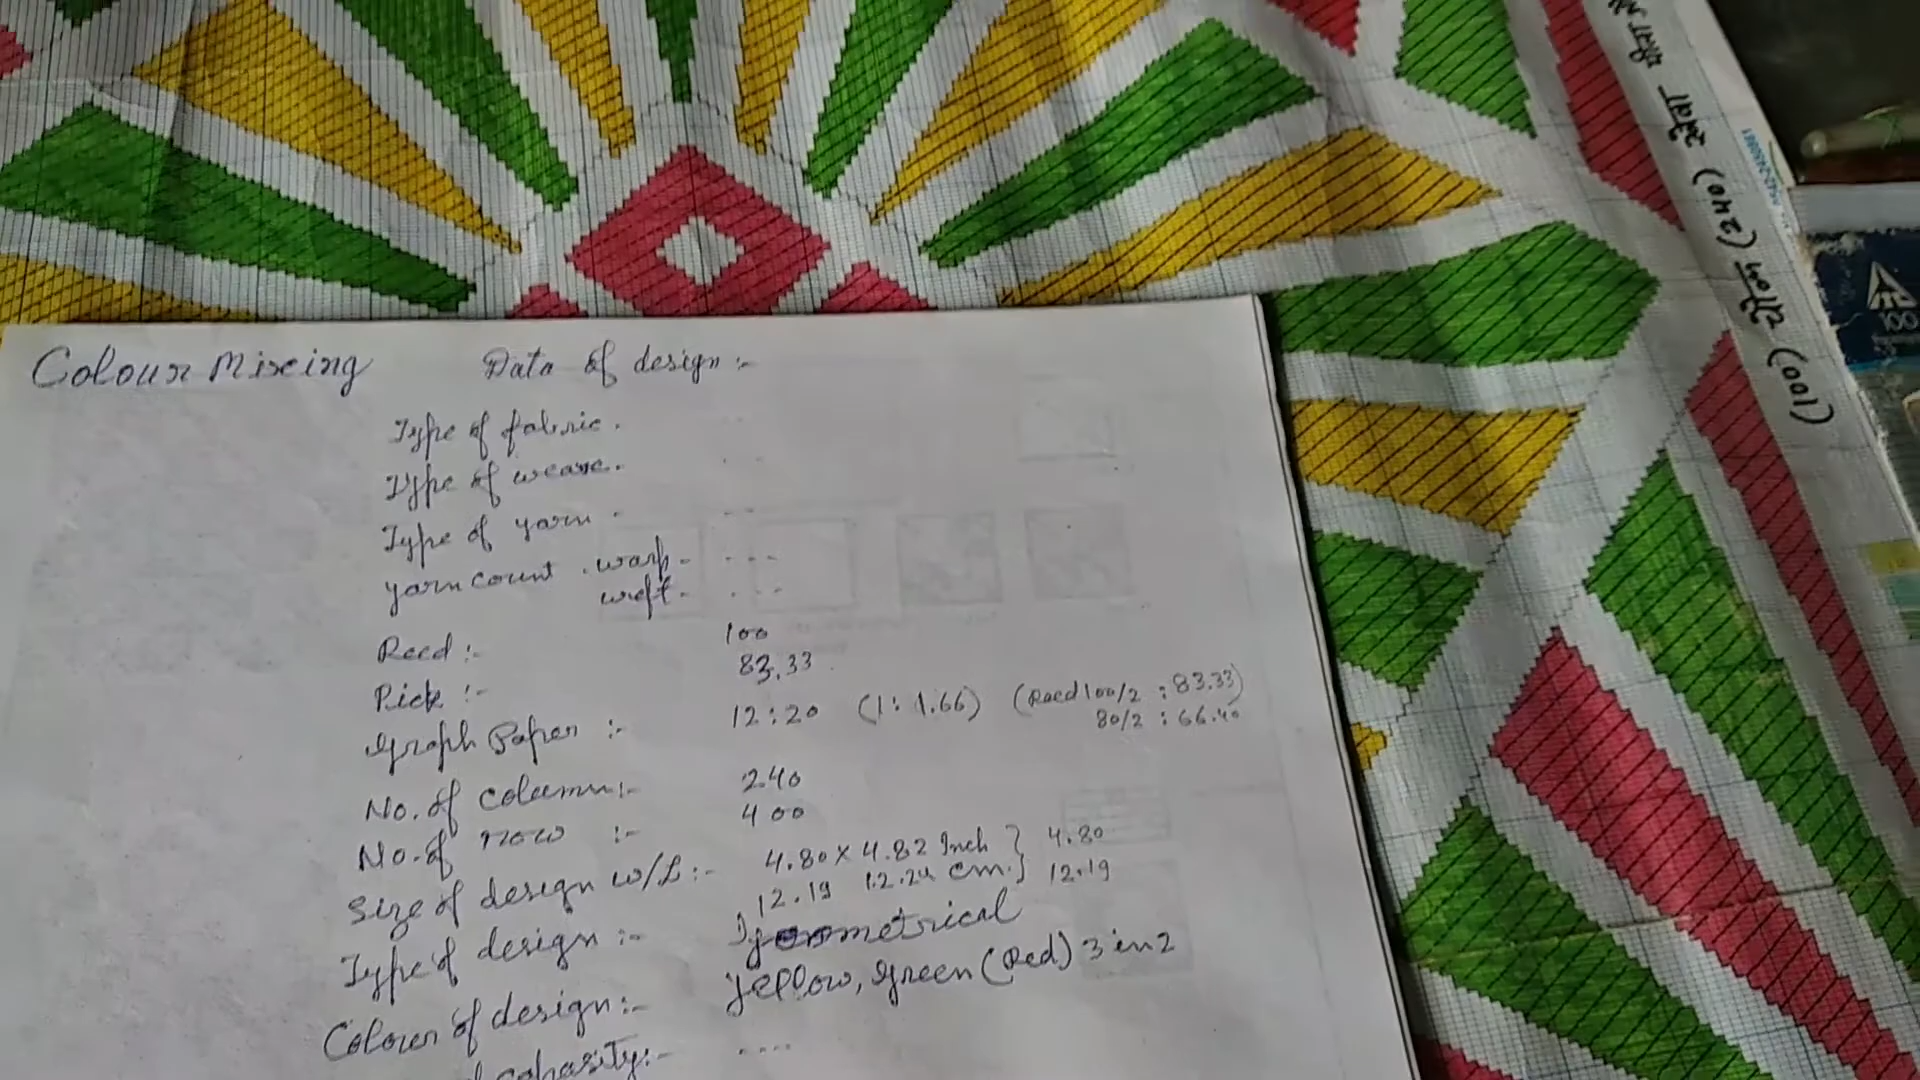 Colour Mixeing Data of design :-
Type of fabric .
Type of weave. - -
Type of yarn . - - -
yarn count . warp - - - - -
weft - - - - -
Reed :- 100
Pick :- 83.33
Graph Paper :- 12:20 (1: 1.66) (Reed 100/2 : 83.33)
80/2 : 66.40
No. of column:- 240
No. of row :- 400
Size of design w/L:- 4.80 X 4.82 Inch } 4.80
12.19 12.24 cm. } 12.19
Type of design :- Geometrical
Colour of design:- Yellow, Green (Red) 3 in 2
(240)
(100)
100